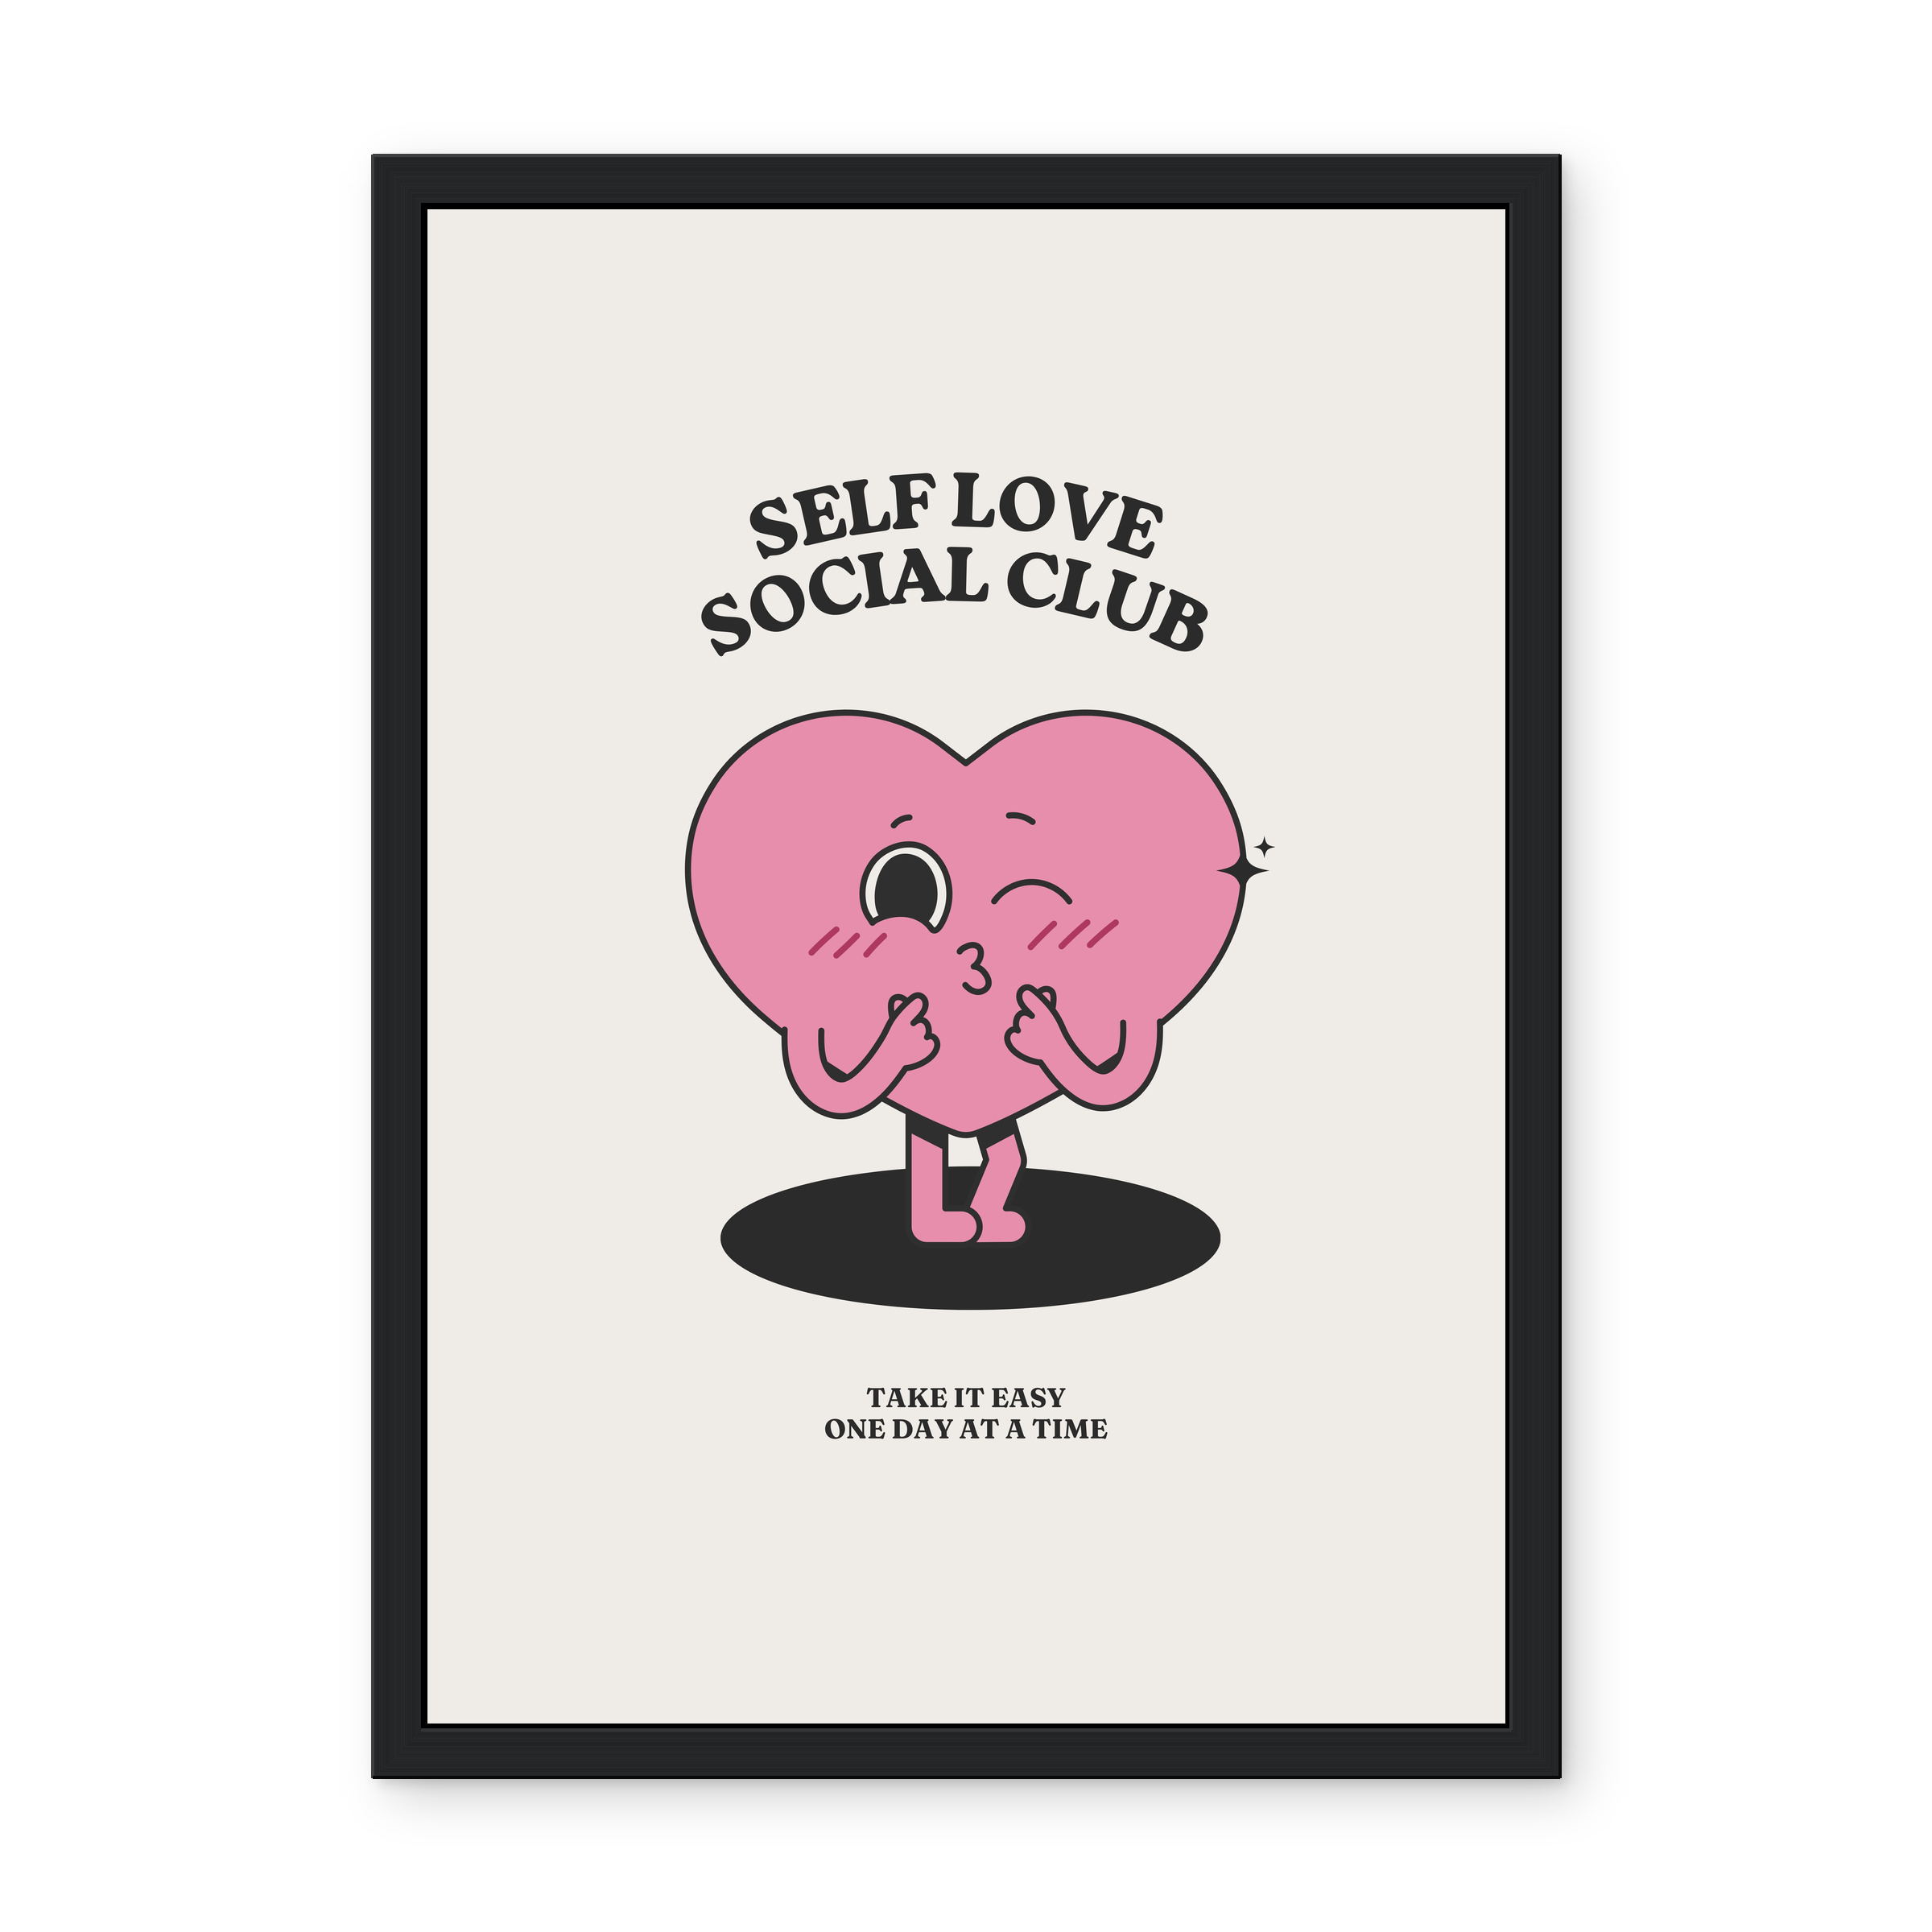 SELF LOVE
SOCIAL CLUB
TAKE IT EASY
ONE DAY AT A TIME